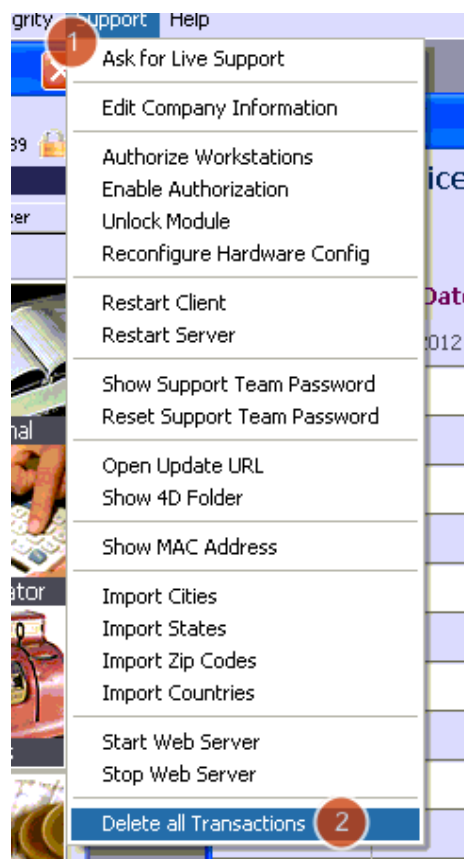 grity Support Help
1
Ask for Live Support
Edit Company Information
39
Authorize Workstations
Enable Authorization
Unlock Module
Reconfigure Hardware Config
Restart Client
Restart Server
Show Support Team Password
Reset Support Team Password
Open Update URL
Show 4D Folder
Show MAC Address
Import Cities
Import States
Import Zip Codes
Import Countries
Start Web Server
Stop Web Server
Delete all Transactions 2
ice
Date
2012
nal
ator